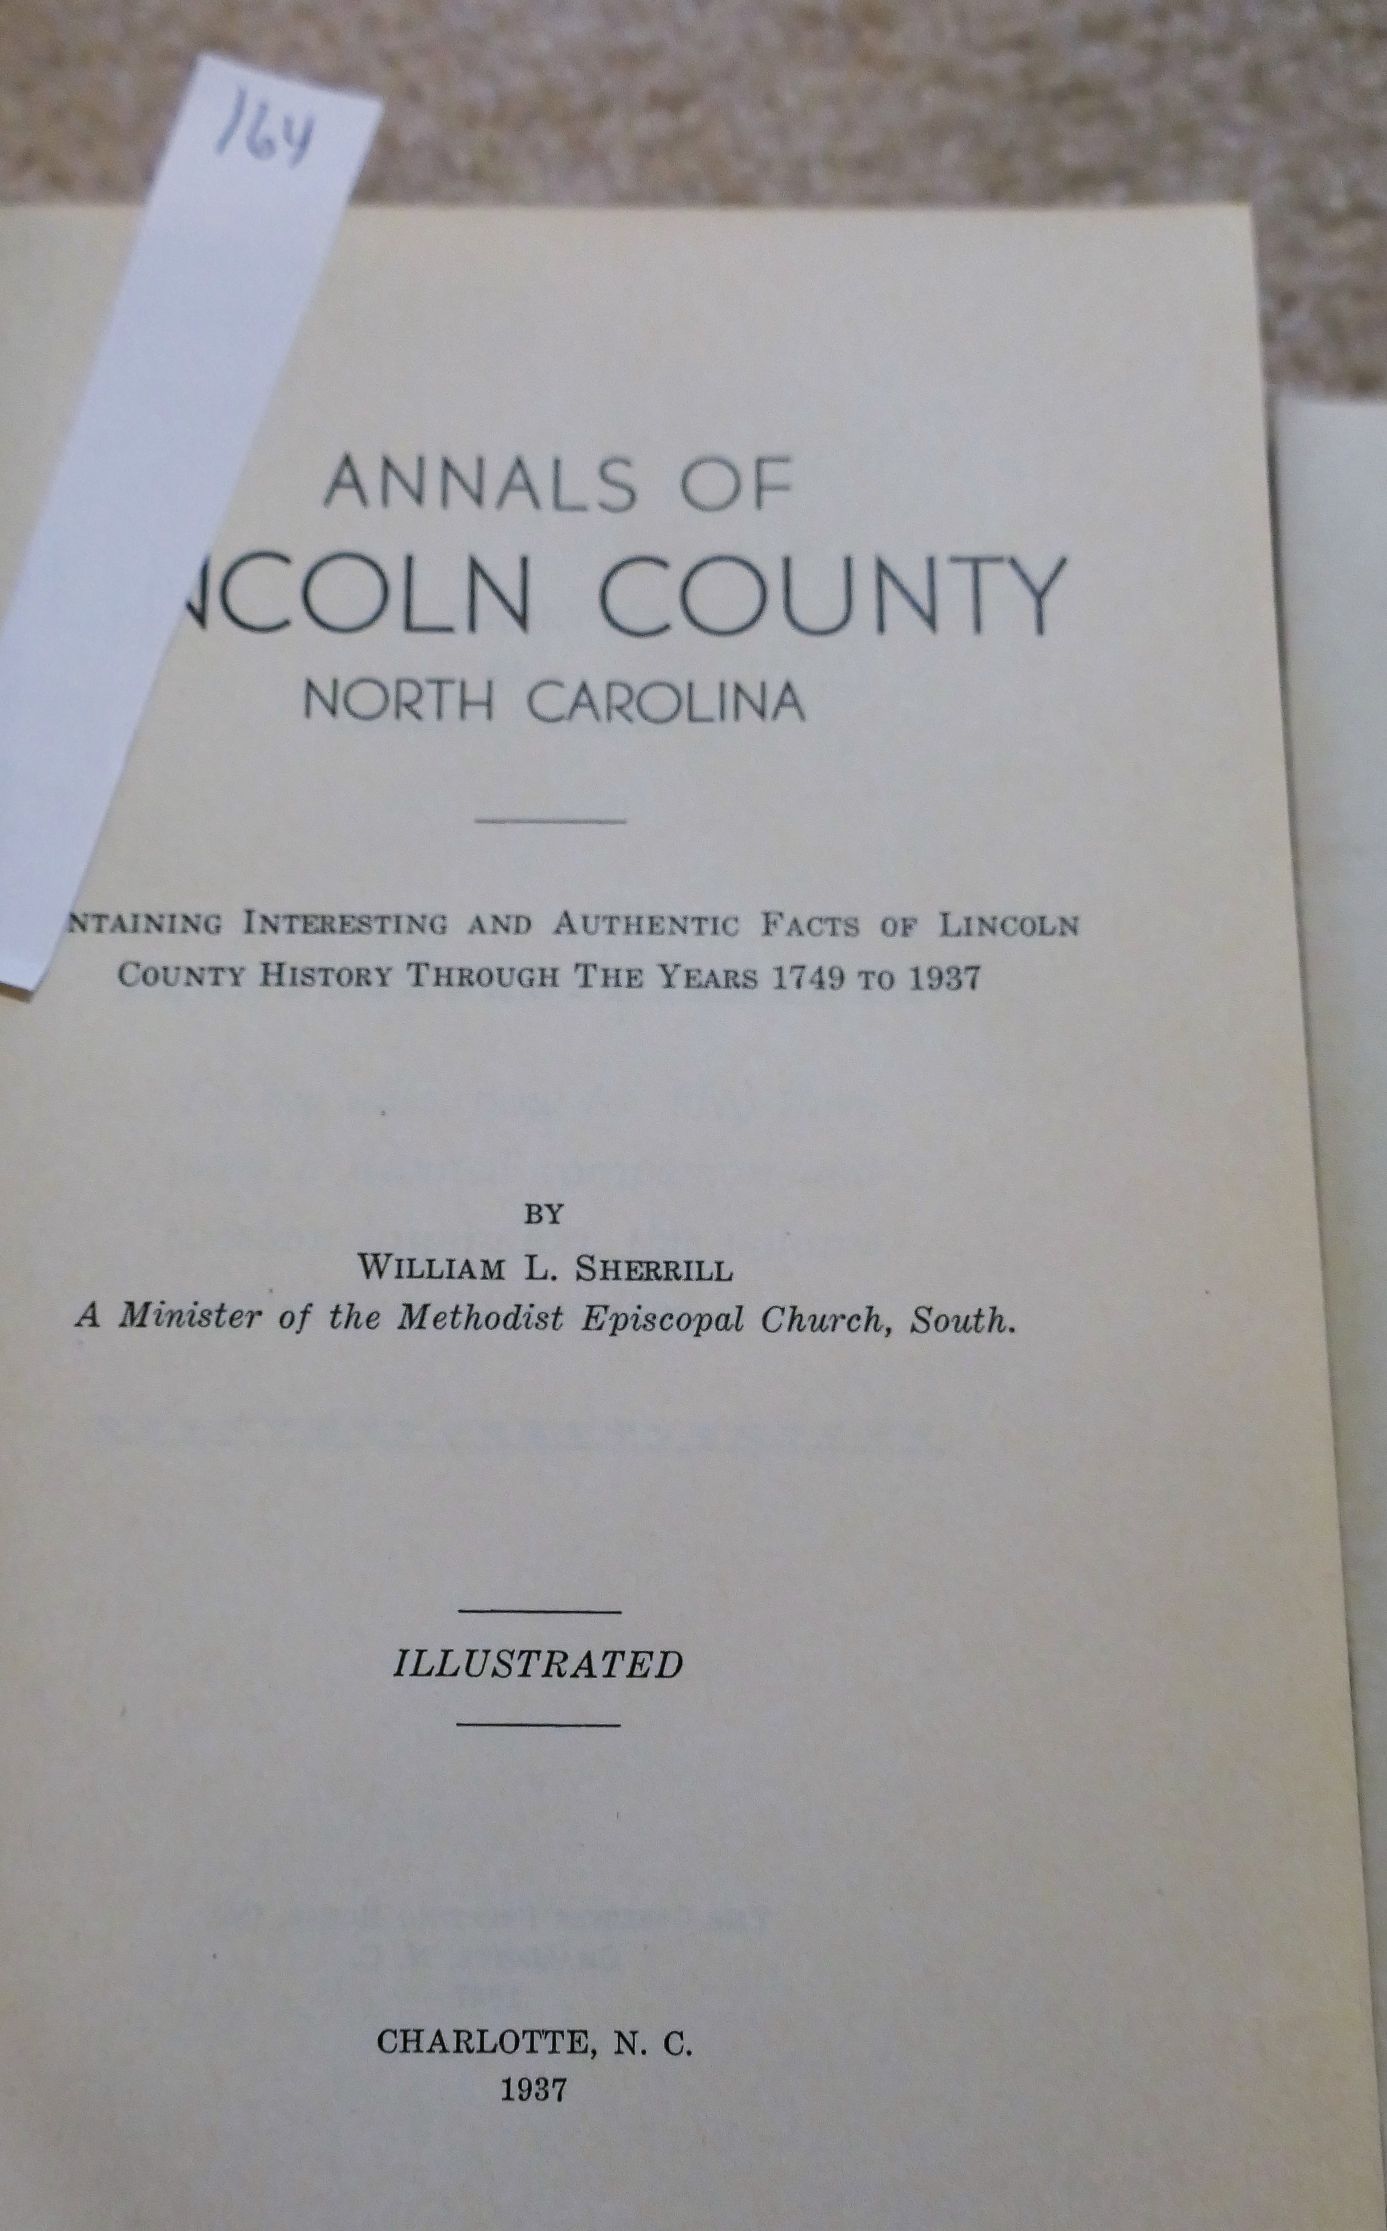 164
ANNALS OF
NCOLN COUNTY
NORTH CAROLINA
NTAINING INTERESTING AND AUTHENTIC FACTS OF LINCOLN
COUNTY HISTORY THROUGH THE YEARS 1749 TO 1937
BY
WILLIAM L. SHERRILL
A Minister of the Methodist Episcopal Church, South.
ILLUSTRATED
CHARLOTTE, N. C.
1937